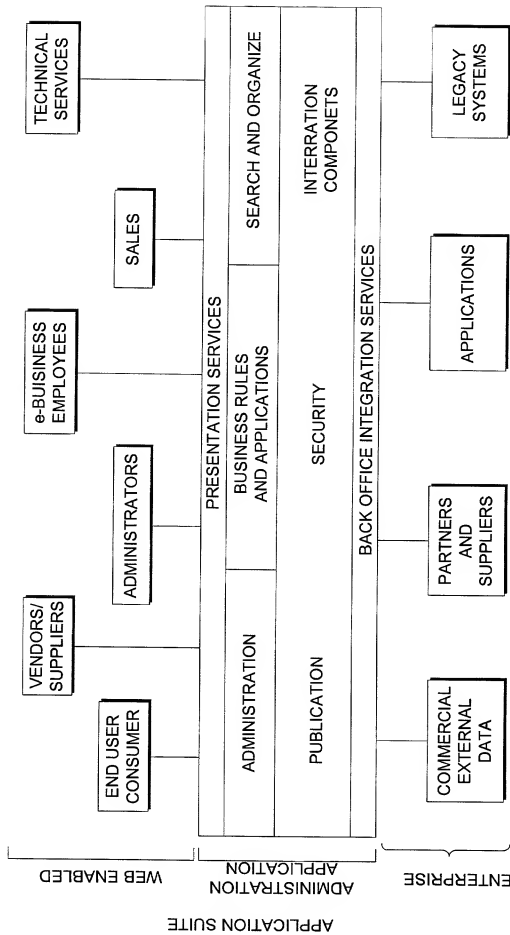 TECHNICAL
SERVICES
SALES
e-BUISINESS
EMPLOYEES
ADMINISTRATORS
VENDORS/
SUPPLIERS
END USER
CONSUMER
WEB ENABLED
PRESENTATION SERVICES
ADMINISTRATION
BUSINESS RULES
AND APPLICATIONS
SEARCH AND ORGANIZE
PUBLICATION
SECURITY
INTERRATION
COMPONETS
BACK OFFICE INTEGRATION SERVICES
ADMINISTRATION
APPLICATION
APPLICATION SUITE
COMMERCIAL
EXTERNAL
DATA
PARTNERS
AND
SUPPLIERS
APPLICATIONS
LEGACY
SYSTEMS
ENTERPRISE